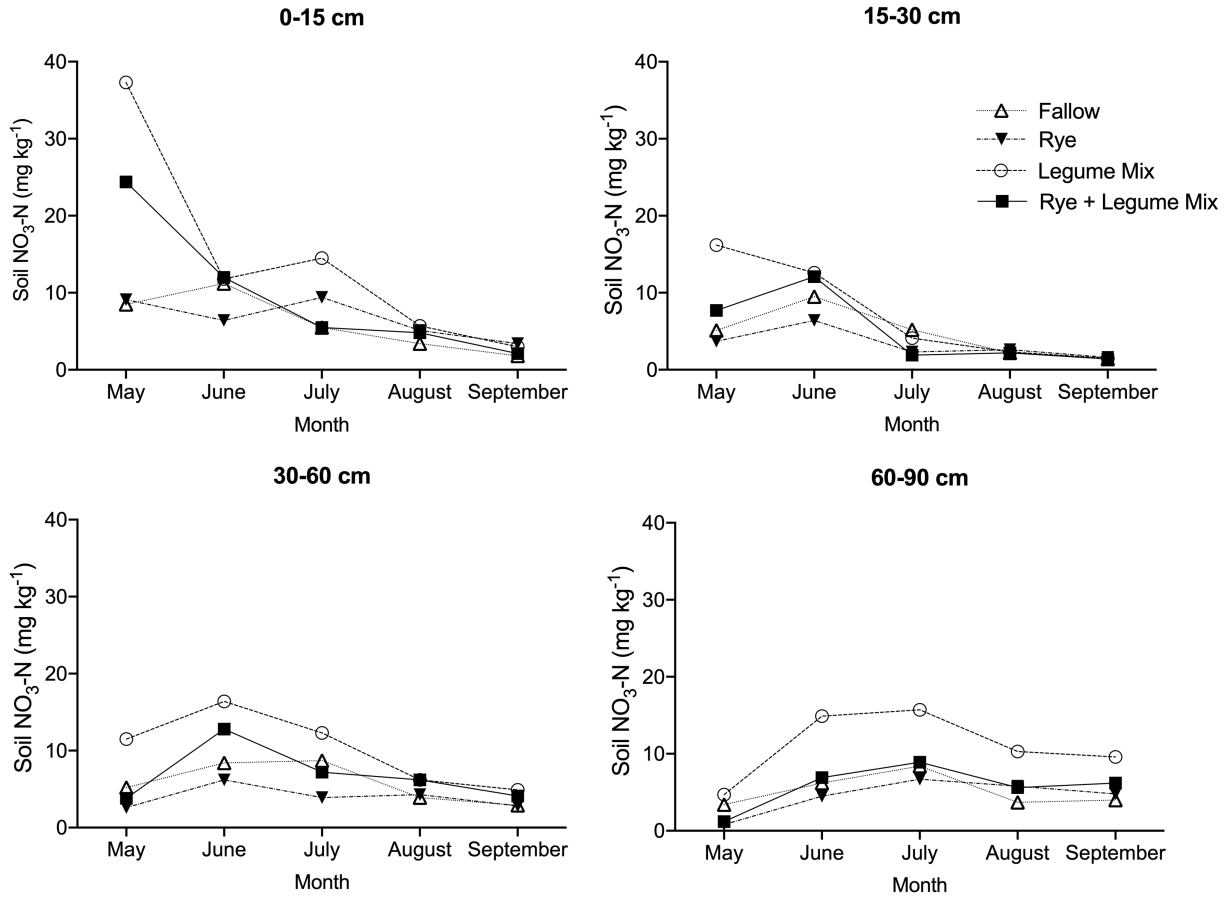 0-15 cm
40
30
20
10
0
Soil NO3-N (mg kg-1)
May June July August September
Month
15-30 cm
40
30
20
10
0
Soil NO3-N (mg kg-1)
May June July August September
Month
Fallow
Rye
Legume Mix
Rye + Legume Mix
30-60 cm
40
30
20
10
0
Soil NO3-N (mg kg-1)
May June July August September
Month
60-90 cm
40
30
20
10
0
Soil NO3-N (mg kg-1)
May June July August September
Month